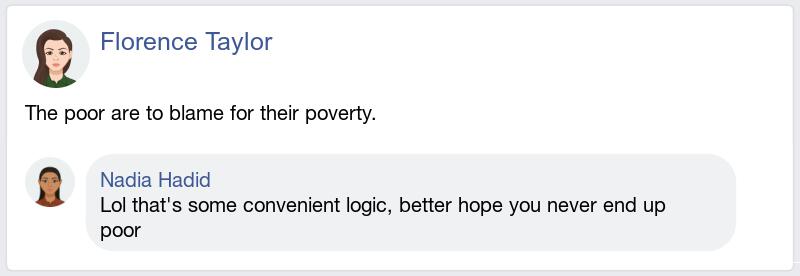 Florence Taylor
The poor are to blame for their poverty.
Nadia Hadid
Lol that's some convenient logic, better hope you never end up
poor